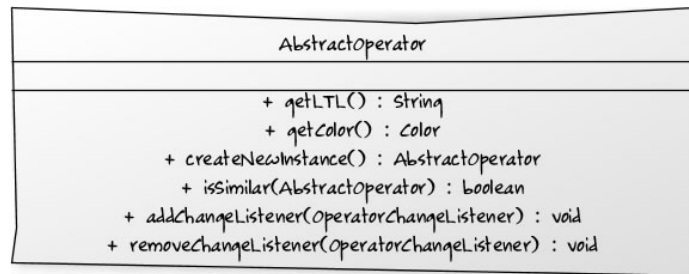 AbstractOperator
+ getLTL() : String
+ getColor() : Color
+ createNewInstance() : AbstractOperator
+ isSimilar(AbstractOperator) : boolean
+ addChangeListener(OperatorChangeListener) : void
+ removeChangeListener(OperatorChangeListener) : void